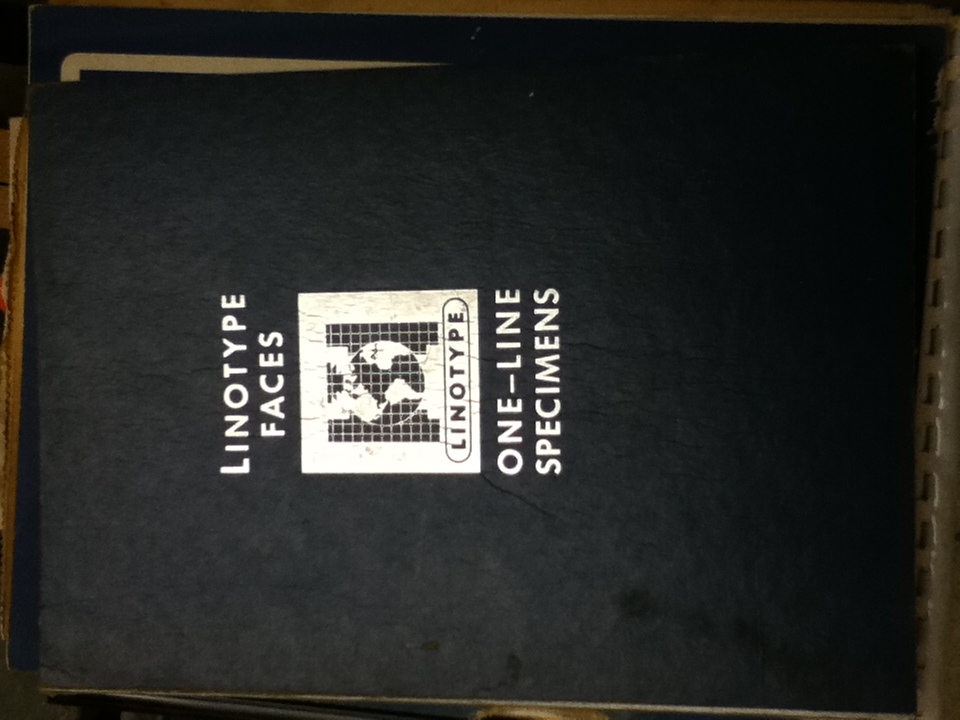 LINOTYPE
FACES
LINOTYPE
ONE–LINE
SPECIMENS